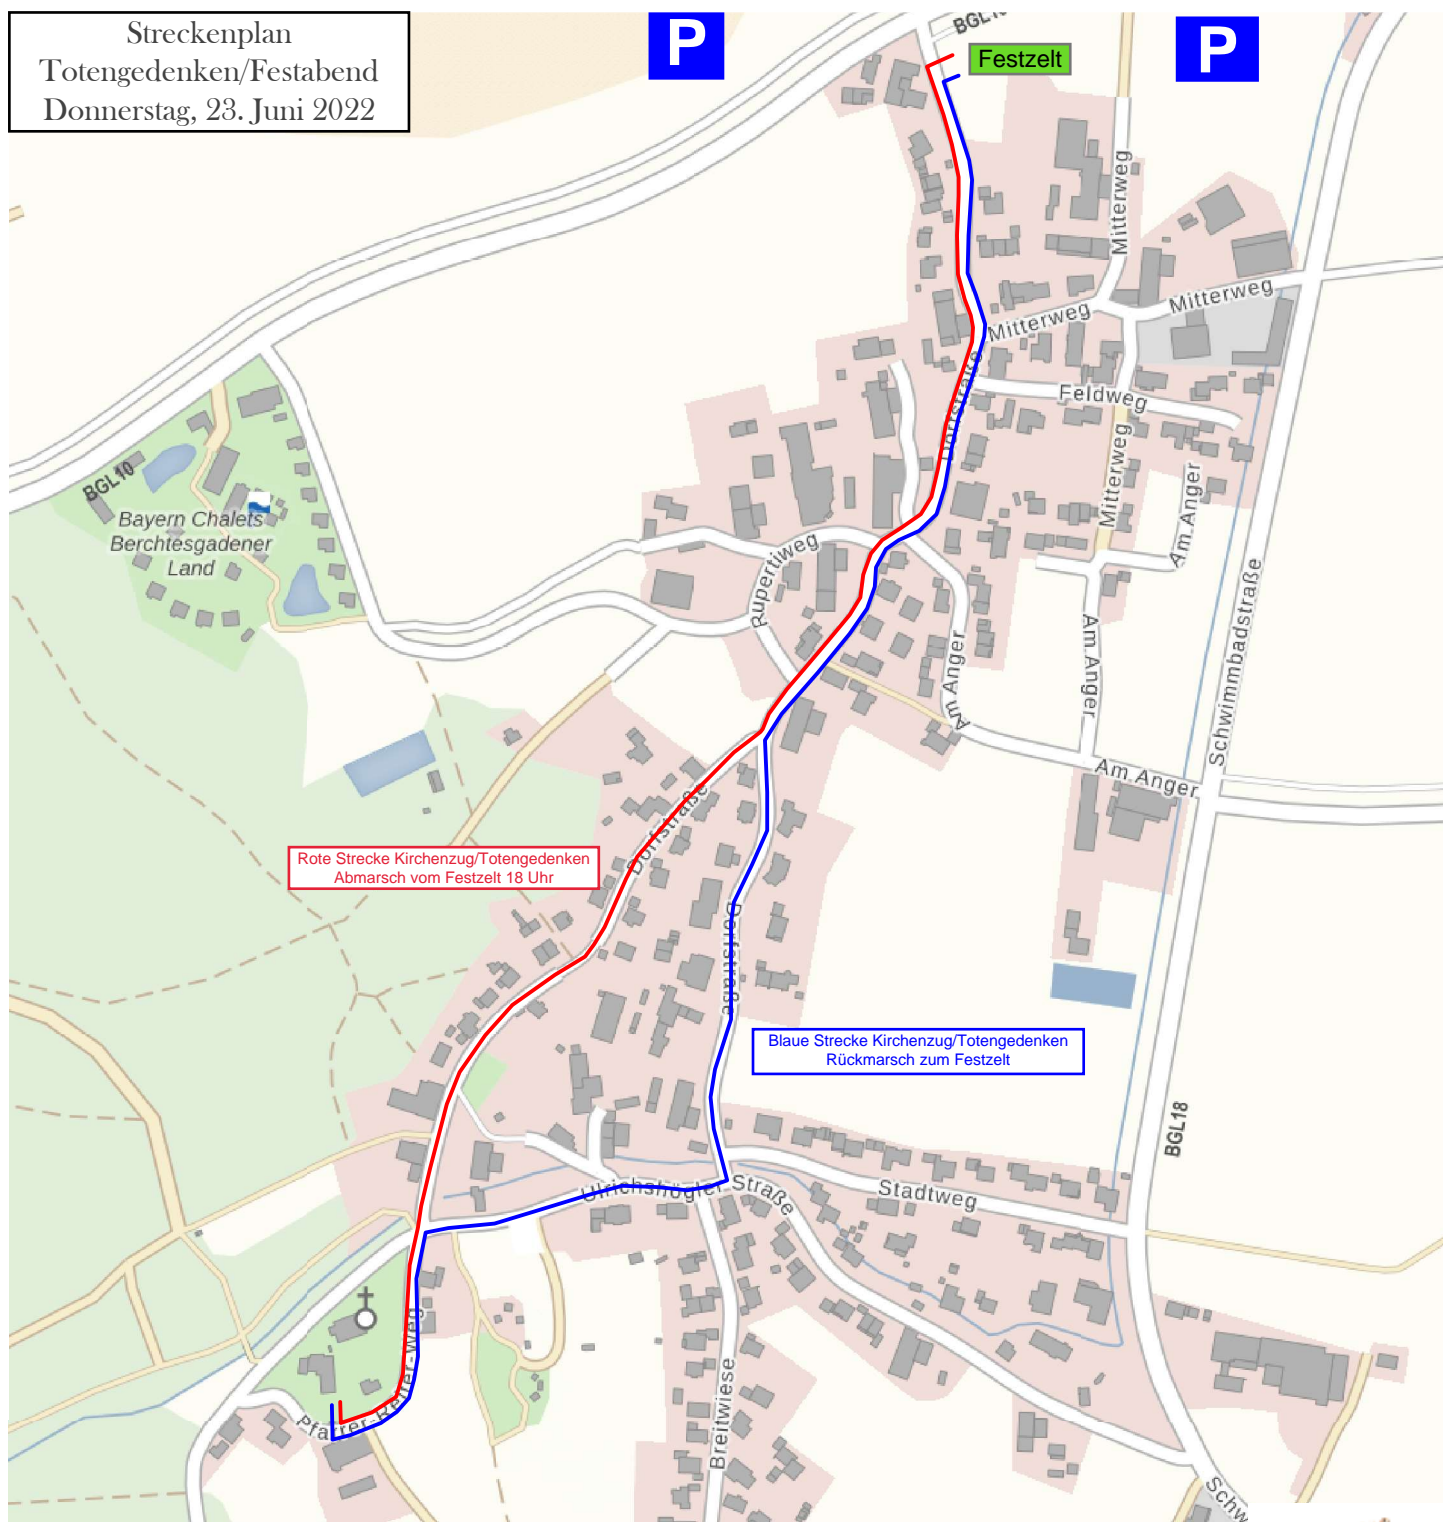 Streckenplan
Totengedenken/Festabend
Donnerstag, 23. Juni 2022
P
P
Festzelt
Mitterweg
Mitterweg
Mitterweg
Dorfstraße
Feldweg
Mitterweg
Am Anger
BGL10
Bayern Chalets
Berchtesgadener
Land
Rupertiweg
Am Anger
Am Anger
Schwimmbadstraße
Am Anger
Dorfstraße
Rote Strecke Kirchenzug/Totengedenken
Abmarsch vom Festzelt 18 Uhr
Dorfstraße
Blaue Strecke Kirchenzug/Totengedenken
Rückmarsch zum Festzelt
BGL18
Ulrichshögler Straße
Stadtweg
Breitwiese
Schw